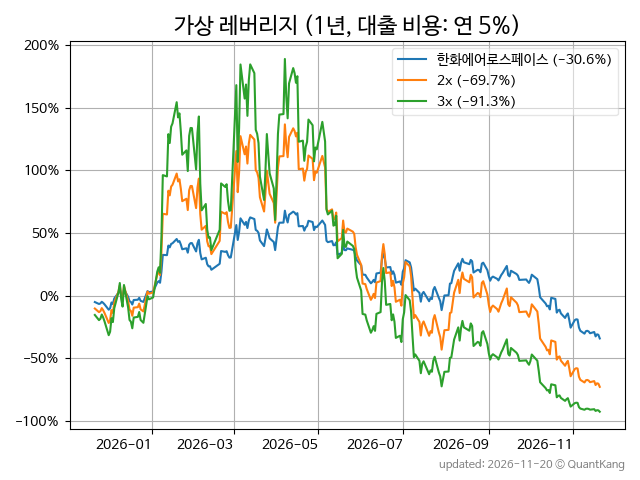 가상 레버리지 (1년, 대출 비용: 연 5%)
200%
150%
100%
50%
0%
−50%
−100%
한화에어로스페이스 (−30.6%)
2x (−69.7%)
3x (−91.3%)
2026-01
2026-03
2026-05
2026-07
2026-09
2026-11
updated: 2026-11-20 © QuantKang